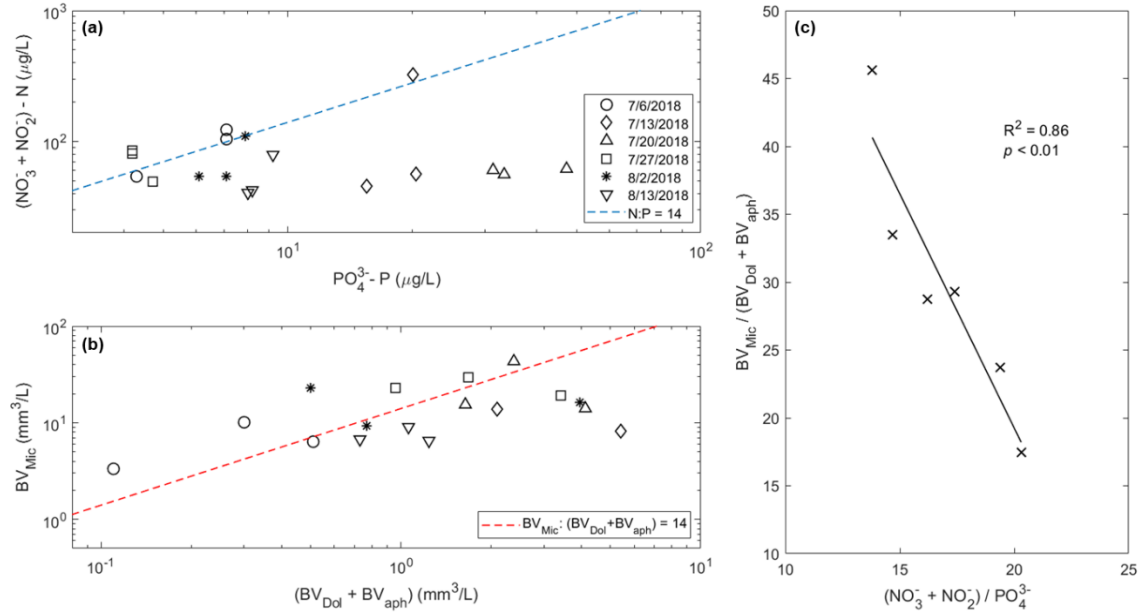 (a)
(NO₃⁻ + NO₂⁻) - N (μg/L)
10³
10²
10¹
10²
PO₄³⁻- P (μg/L)
7/6/2018
7/13/2018
7/20/2018
7/27/2018
8/2/2018
8/13/2018
N:P = 14
(b)
BV_Mic (mm³/L)
10²
10¹
10⁰
10⁻¹
10⁰
10¹
(BV_Dol + BV_aph) (mm³/L)
BV_Mic: (BV_Dol+BV_aph) = 14
(c)
BV_Mic / (BV_Dol + BV_aph)
50
45
40
35
30
25
20
15
10
10
15
20
25
(NO₃⁻ + NO₂⁻) / PO₄³⁻
R² = 0.86
p < 0.01